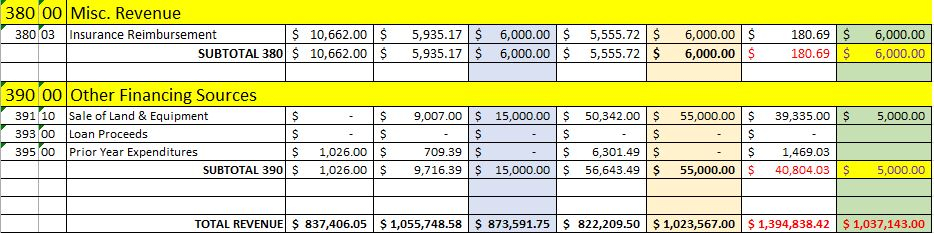 380 00 Misc. Revenue
380 03 Insurance Reimbursement $ 10,662.00 $ 5,935.17 $ 6,000.00 $ 5,555.72 $ 6,000.00 $ 180.69 $ 6,000.00
SUBTOTAL 380 $ 10,662.00 $ 5,935.17 $ 6,000.00 $ 5,555.72 $ 6,000.00 $ 180.69 $ 6,000.00
390 00 Other Financing Sources
391 10 Sale of Land & Equipment $ - $ 9,007.00 $ 15,000.00 $ 50,342.00 $ 55,000.00 $ 39,335.00 $ 5,000.00
393 00 Loan Proceeds $ - $ - $ - $ - $ - $ -
395 00 Prior Year Expenditures $ 1,026.00 $ 709.39 $ - $ 6,301.49 $ - $ 1,469.03
SUBTOTAL 390 $ 1,026.00 $ 9,716.39 $ 15,000.00 $ 56,643.49 $ 55,000.00 $ 40,804.03 $ 5,000.00
TOTAL REVENUE $ 837,406.05 $ 1,055,748.58 $ 873,591.75 $ 822,209.50 $ 1,023,567.00 $ 1,394,838.42 $ 1,037,143.00